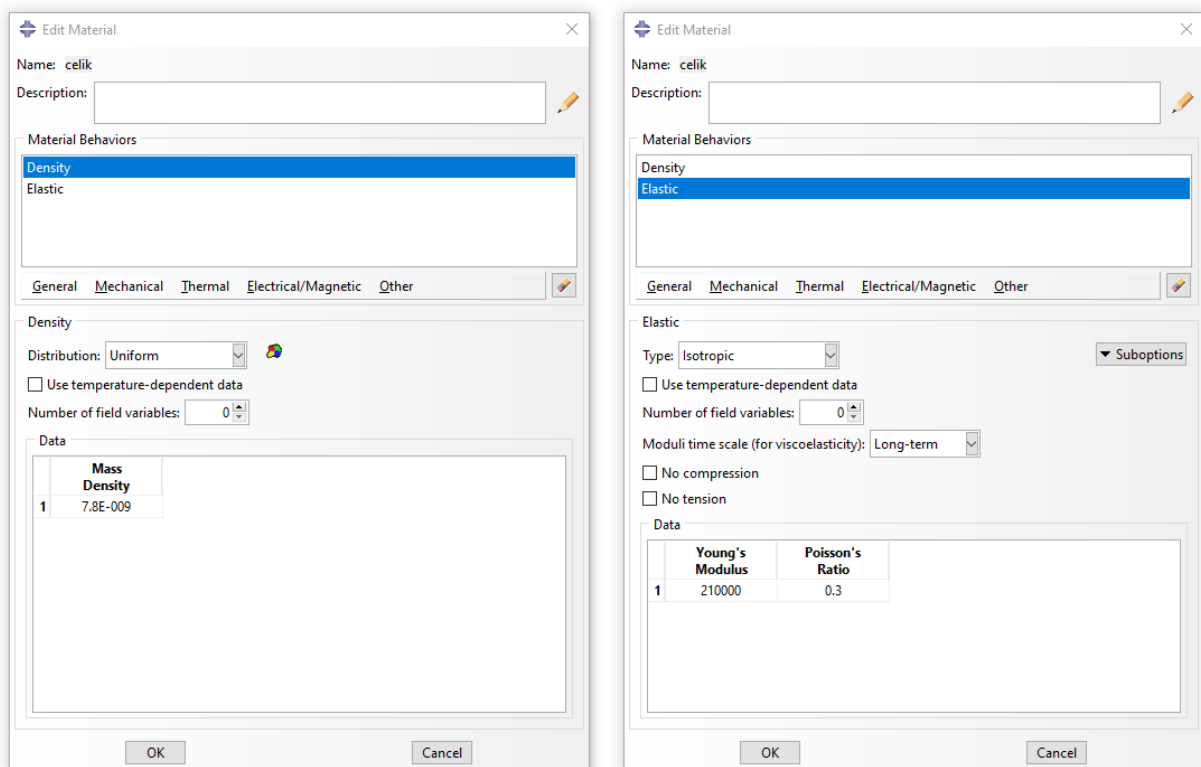 Edit Material
Name: celik
Description:
Material Behaviors
Density
Elastic
General Mechanical Thermal Electrical/Magnetic Other
Density
Distribution: Uniform
Use temperature-dependent data
Number of field variables: 0
Data
Mass
Density
1 7.8E-009
OK Cancel
Edit Material
Name: celik
Description:
Material Behaviors
Density
Elastic
General Mechanical Thermal Electrical/Magnetic Other
Elastic
Type: Isotropic
Suboptions
Use temperature-dependent data
Number of field variables: 0
Moduli time scale (for viscoelasticity): Long-term
No compression
No tension
Data
Young's Poisson's
Modulus Ratio
1 210000 0.3
OK Cancel